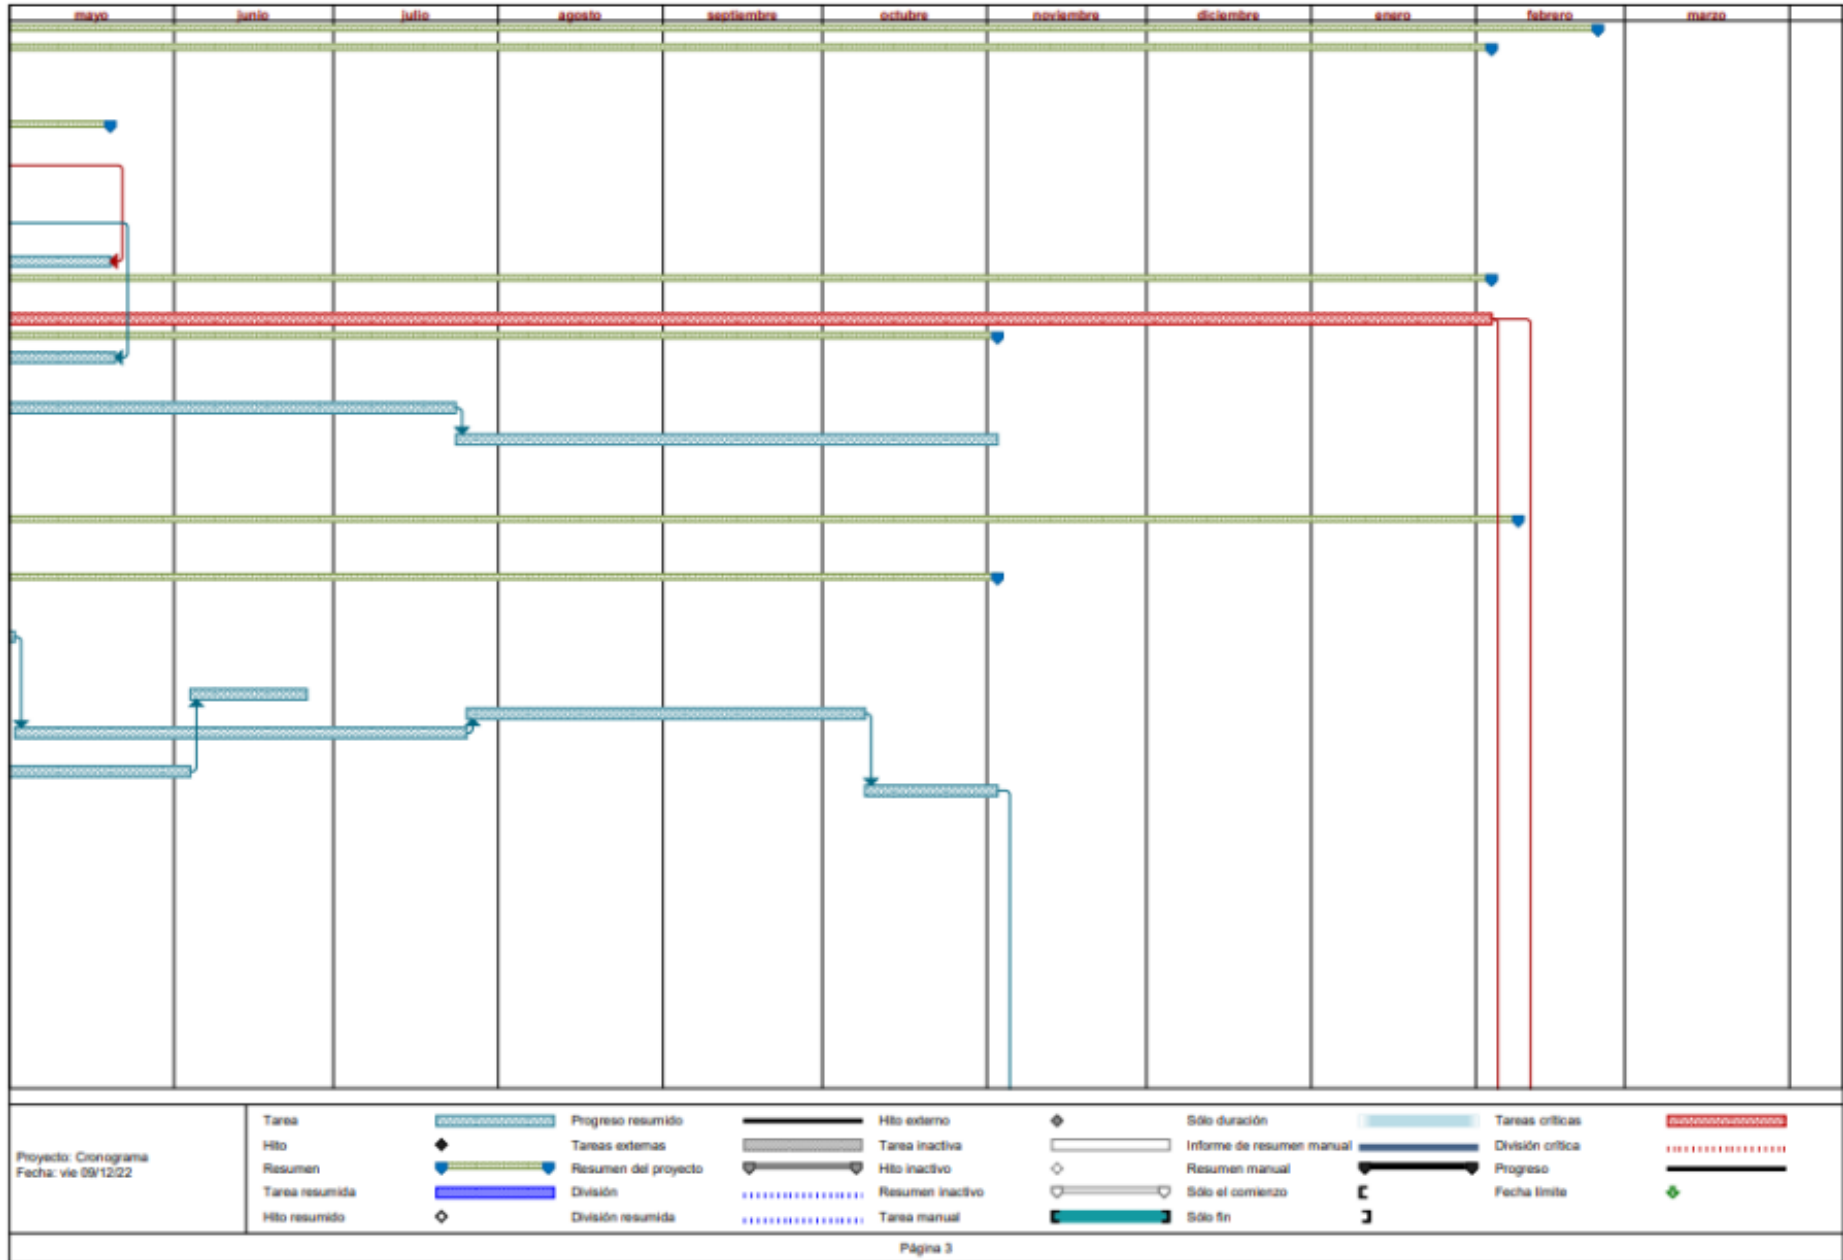 mayo junio julio agosto septiembre octubre noviembre diciembre enero febrero marzo
Proyecto: Cronograma
Fecha: vie 09/12/22
Tarea
Hito
Resumen
Tarea resumida
Hito resumido
Progreso resumido
Tareas externas
Resumen del proyecto
División
División resumida
Hito externo
Tarea inactiva
Hito inactivo
Resumen inactivo
Tarea manual
Sólo duración
Informe de resumen manual
Resumen manual
Sólo el comienzo
Sólo fin
Tareas críticas
División crítica
Progreso
Fecha límite
Página 3